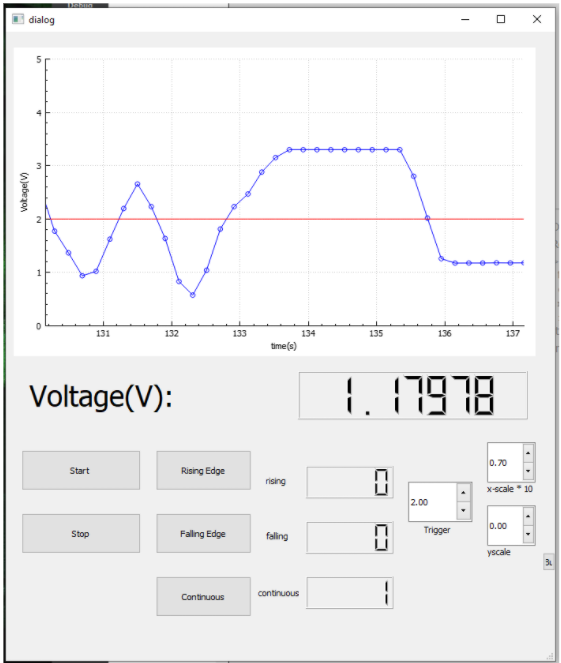 Debug
dialog
5
4
3
2
1
0
Voltage(V)
131 132 133 134 135 136 137
time(s)
Voltage(V): 1.17978
Start
Rising Edge
rising
0
2.00
Trigger
0.70
x-scale * 10
Stop
Falling Edge
falling
0
0.00
yscale
Continuous
continuous
1